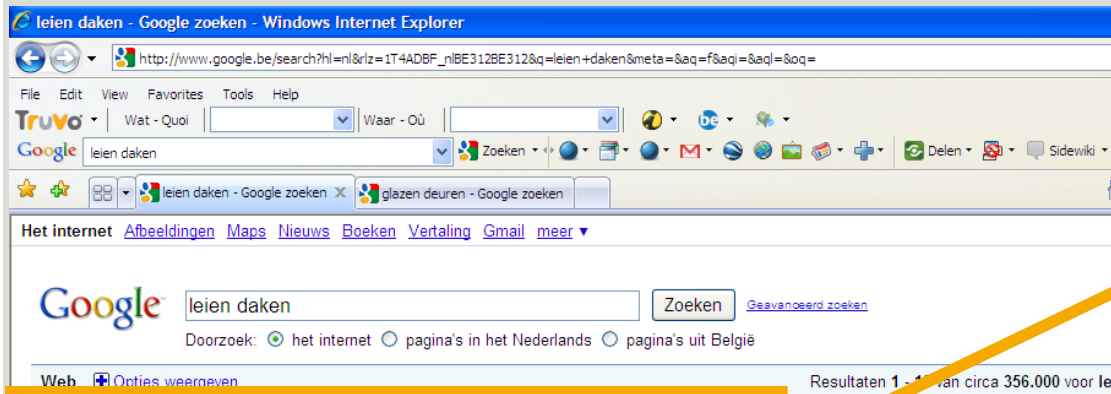 leien daken - Google zoeken - Windows Internet Explorer
http://www.google.be/search?hl=nl&rlz=1T4ADBF_nlBE312BE312&q=leien+daken&meta=&aq=f&aqi=&aql=&oq=
File Edit View Favorites Tools Help
Truvo Wat - Quoi Waar - Où be
Google leien daken Zoeken Delen Sidewiki
leien daken - Google zoeken glazen deuren - Google zoeken
Het internet Afbeeldingen Maps Nieuws Boeken Vertaling Gmail meer
Google leien daken Zoeken Geavanceerd zoeken
Doorzoek: het internet pagina's in het Nederlands pagina's uit België
Web Opties weergeven Resultaten 1 - van circa 356.000 voor le